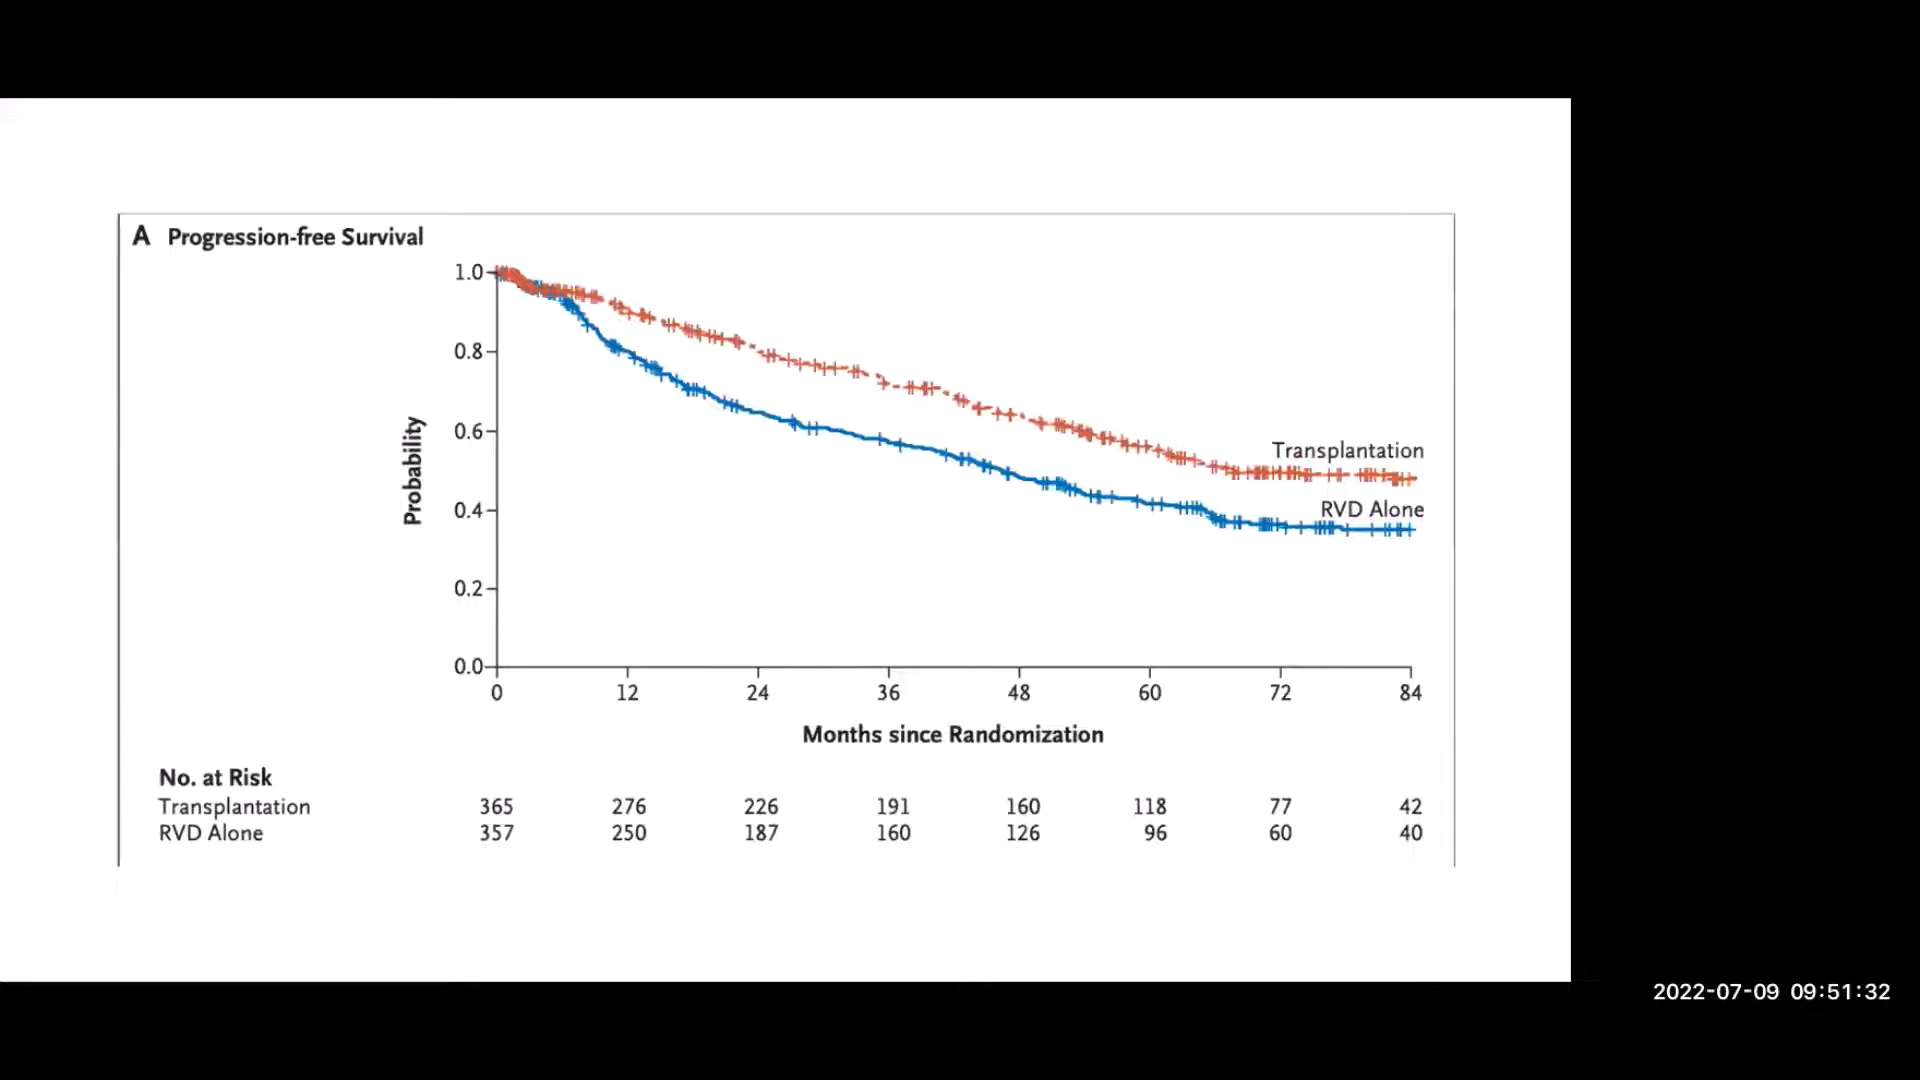 A Progression-free Survival
1.0
0.8
0.6
0.4
0.2
0.0
Probability
Transplantation
RVD Alone
0 12 24 36 48 60 72 84
Months since Randomization
No. at Risk
Transplantation 365 276 226 191 160 118 77 42
RVD Alone 357 250 187 160 126 96 60 40
2022-07-09 09:51:32